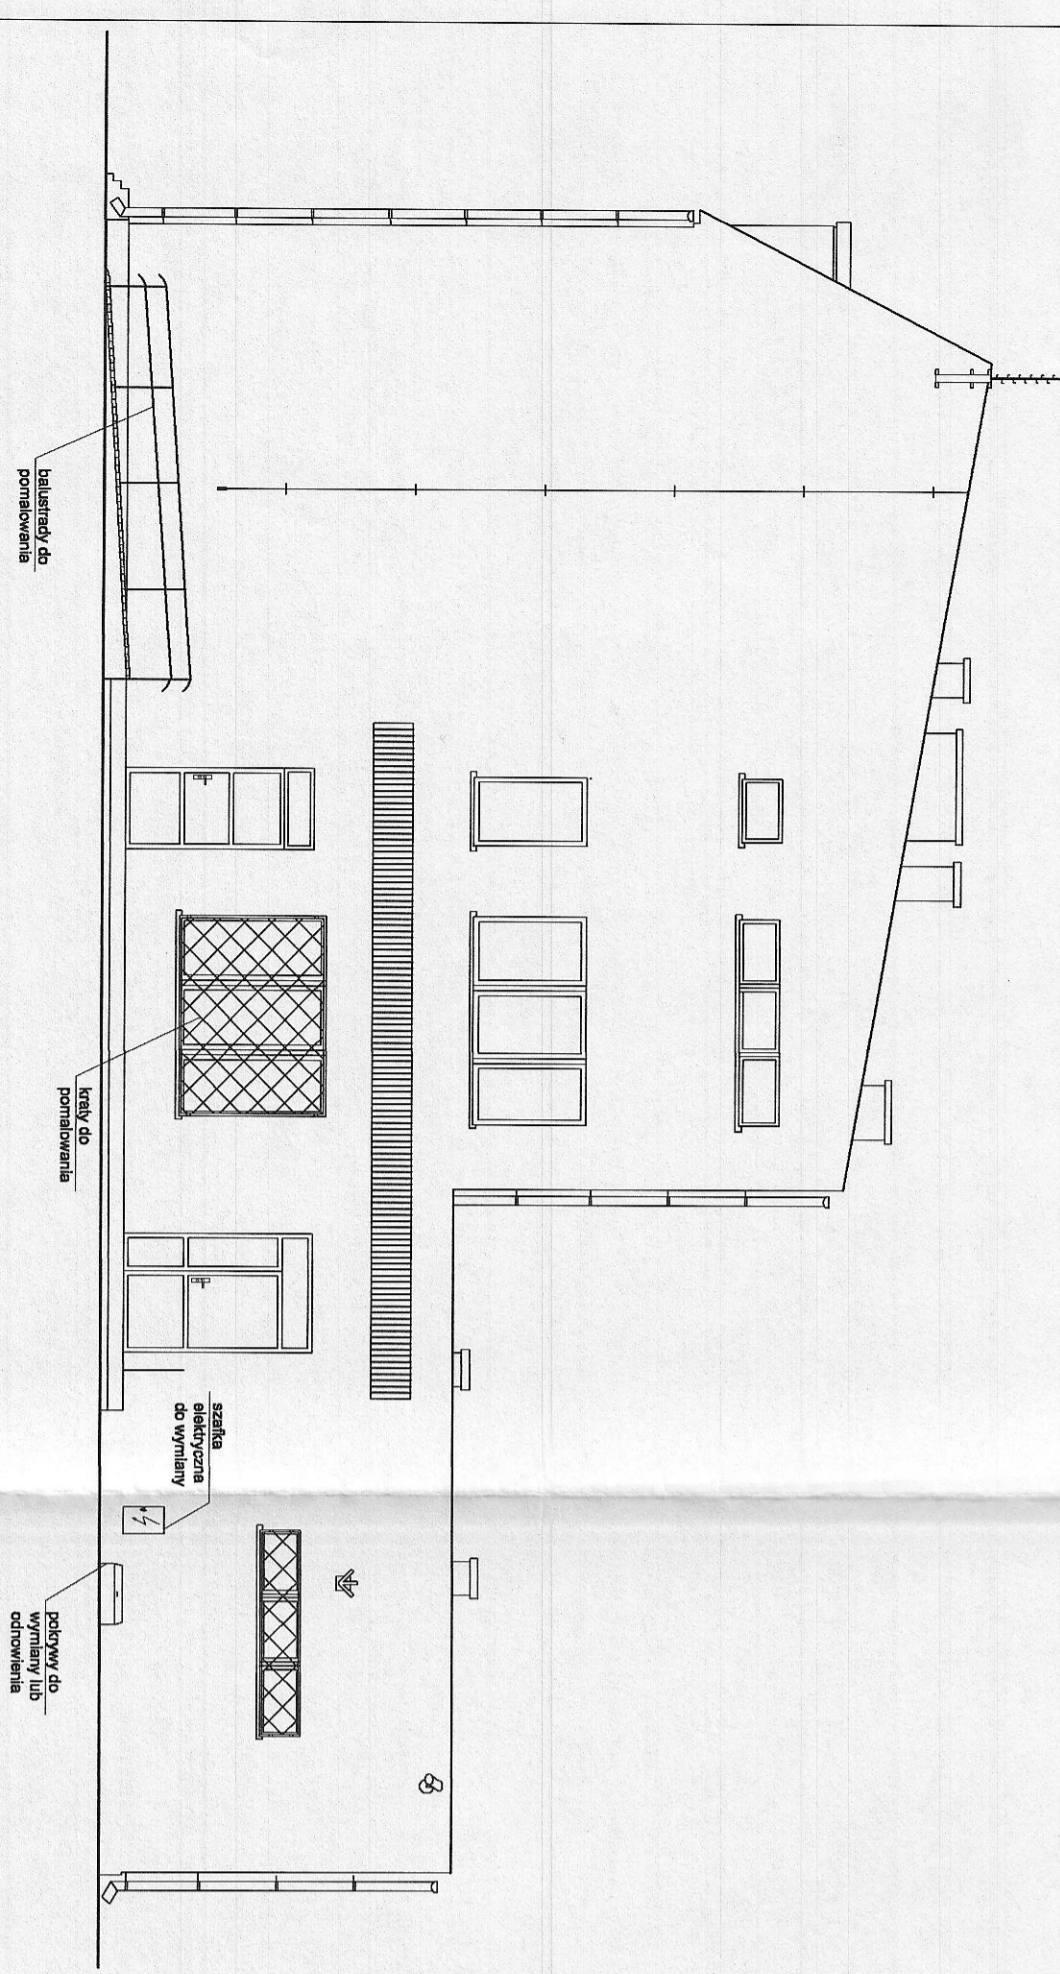 balustrady do
pomalowania
kraty do
pomalowania
szafka
elektryczna
do wymiany
pokrywy do
wymiany lub
odnowienia